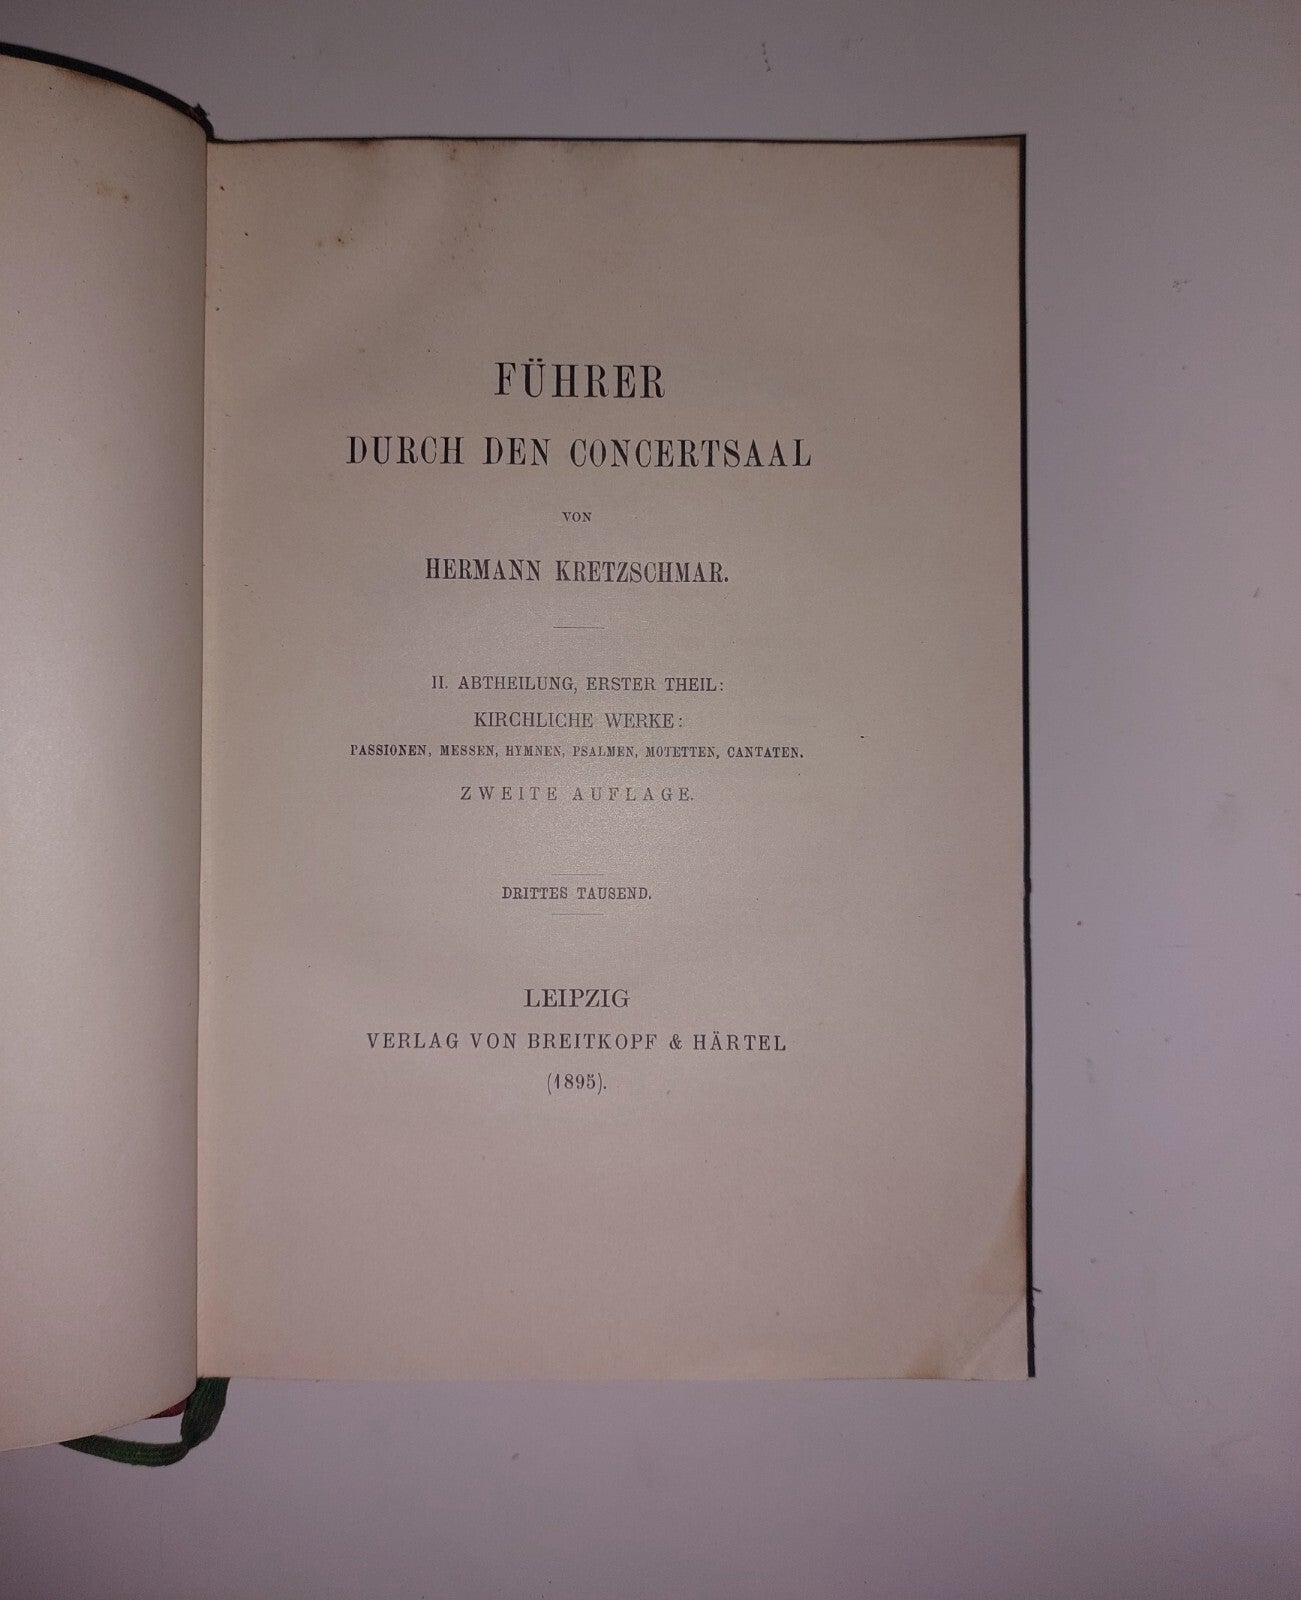 FÜHRER
DURCH DEN CONCERTSAAL
VON
HERMANN KRETZSCHMAR.
II. ABTHEILUNG, ERSTER THEIL:
KIRCHLICHE WERKE:
PASSIONEN, MESSEN, HYMNEN, PSALMEN, MOTETTEN, CANTATEN.
ZWEITE AUFLAGE.
DRITTES TAUSEND.
LEIPZIG
VERLAG VON BREITKOPF & HÄRTEL
(1895).